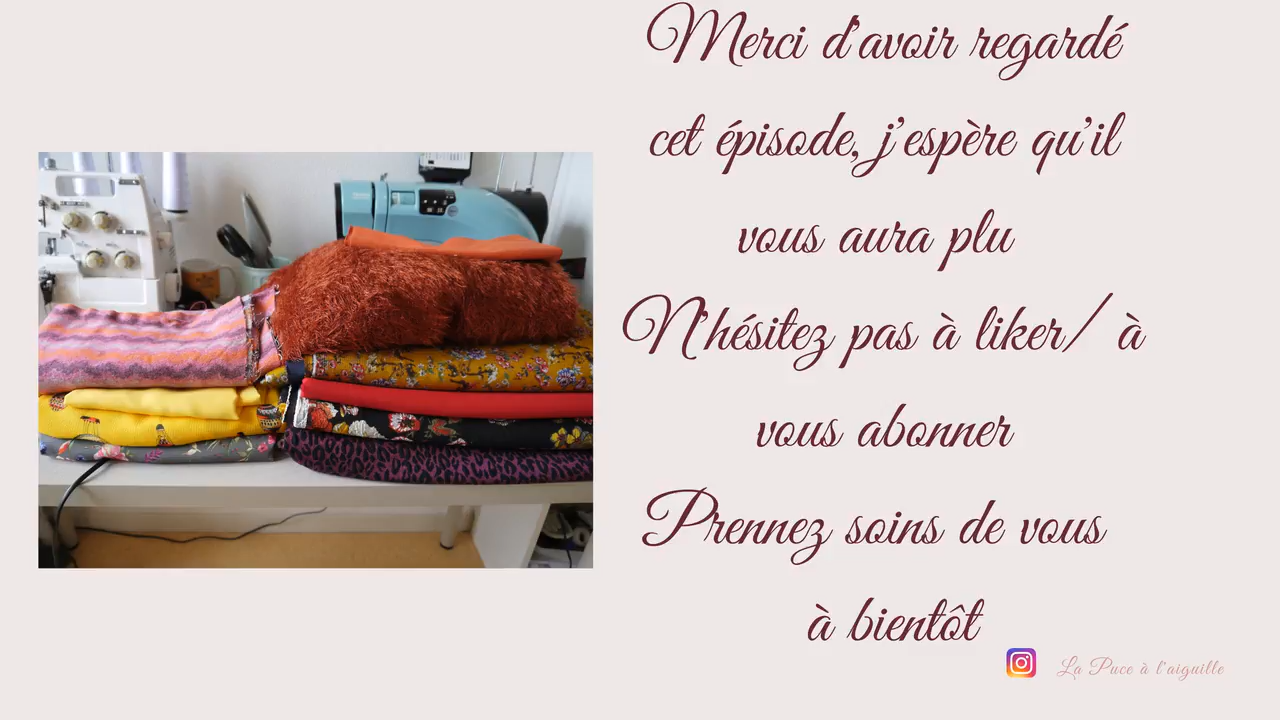 Merci d'avoir regardé
cet épisode, j'espère qu'il
vous aura plu
N'hésitez pas à liker/ à
vous abonner
Prennez soins de vous
à bientôt
La Puce à l'aiguille